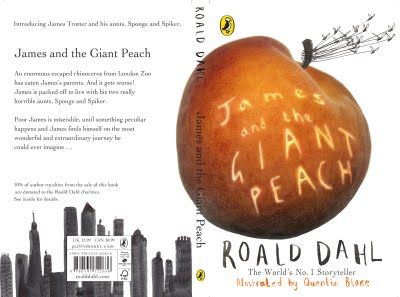 Introducing James Trotter and his aunts, Sponge and Spiker.
James and the Giant Peach
An enormous escaped rhinoceros from London Zoo
has eaten James's parents. And it gets worse!
James is packed off to live with his two really
horrible aunts, Sponge and Spiker.
Poor James is miserable, until something peculiar
happens and James finds himself on the most
wonderful and extraordinary journey he
could ever imagine ...
10% of author royalties from the sale of this book
are donated to the Roald Dahl charities.
See inside for details.
puffinbooks.com
roalddahl.com
ROALD DAHL
James and the Giant Peach
James
and the
GIANT
PEACH
ROALD DAHL
The World's No. 1 Storyteller
Illustrated by Quentin Blake